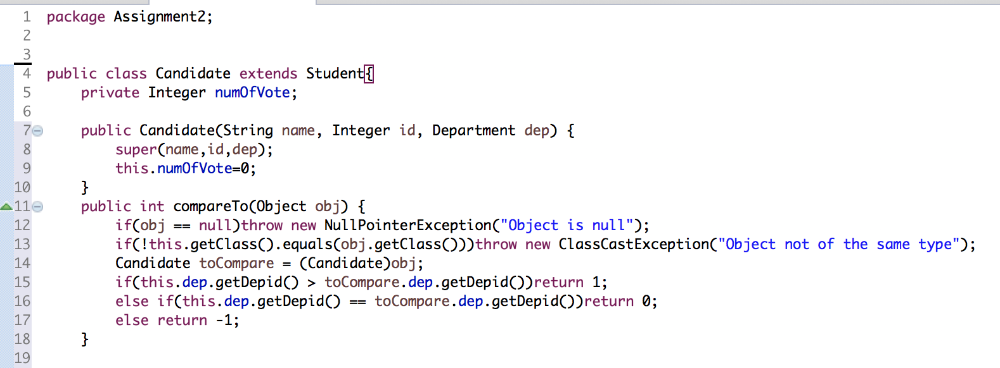 1 package Assignment2;
2
3
4 public class Candidate extends Student{
5     private Integer numOfVote;
6
7     public Candidate(String name, Integer id, Department dep) {
8         super(name,id,dep);
9         this.numOfVote=0;
10     }
11     public int compareTo(Object obj) {
12         if(obj == null)throw new NullPointerException("Object is null");
13         if(!this.getClass().equals(obj.getClass()))throw new ClassCastException("Object not of the same type");
14         Candidate toCompare = (Candidate)obj;
15         if(this.dep.getDepid() > toCompare.dep.getDepid())return 1;
16         else if(this.dep.getDepid() == toCompare.dep.getDepid())return 0;
17         else return -1;
18     }
19